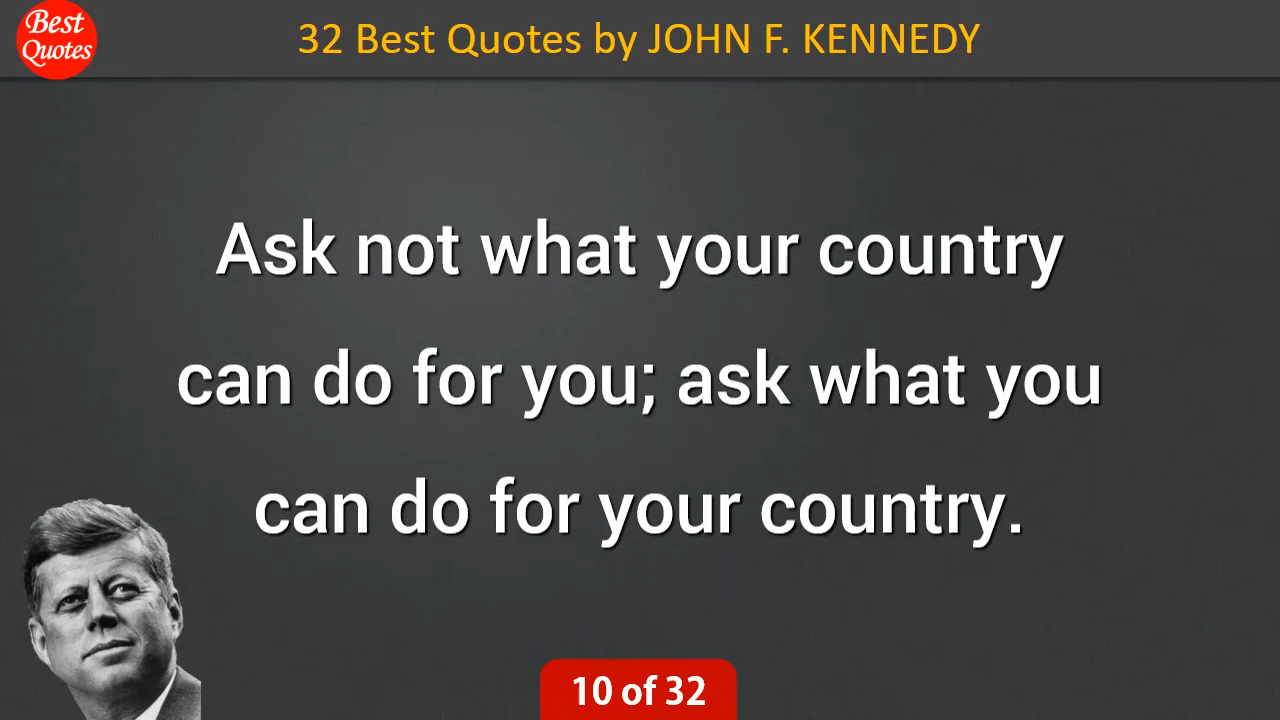 Best
Quotes
32 Best Quotes by JOHN F. KENNEDY
Ask not what your country
can do for you; ask what you
can do for your country.
10 of 32